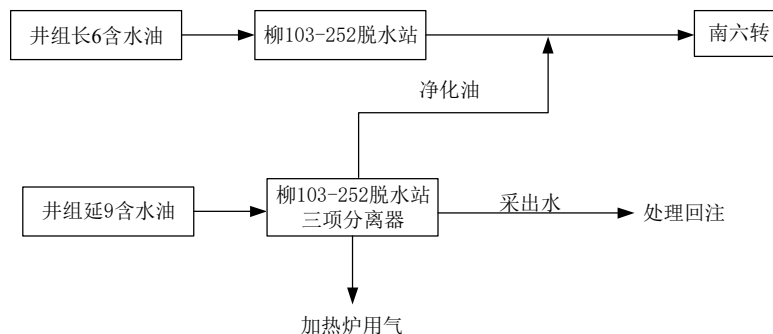 井组长6含水油
柳103-252脱水站
南六转
净化油
井组延9含水油
柳103-252脱水站
三项分离器
采出水
处理回注
加热炉用气